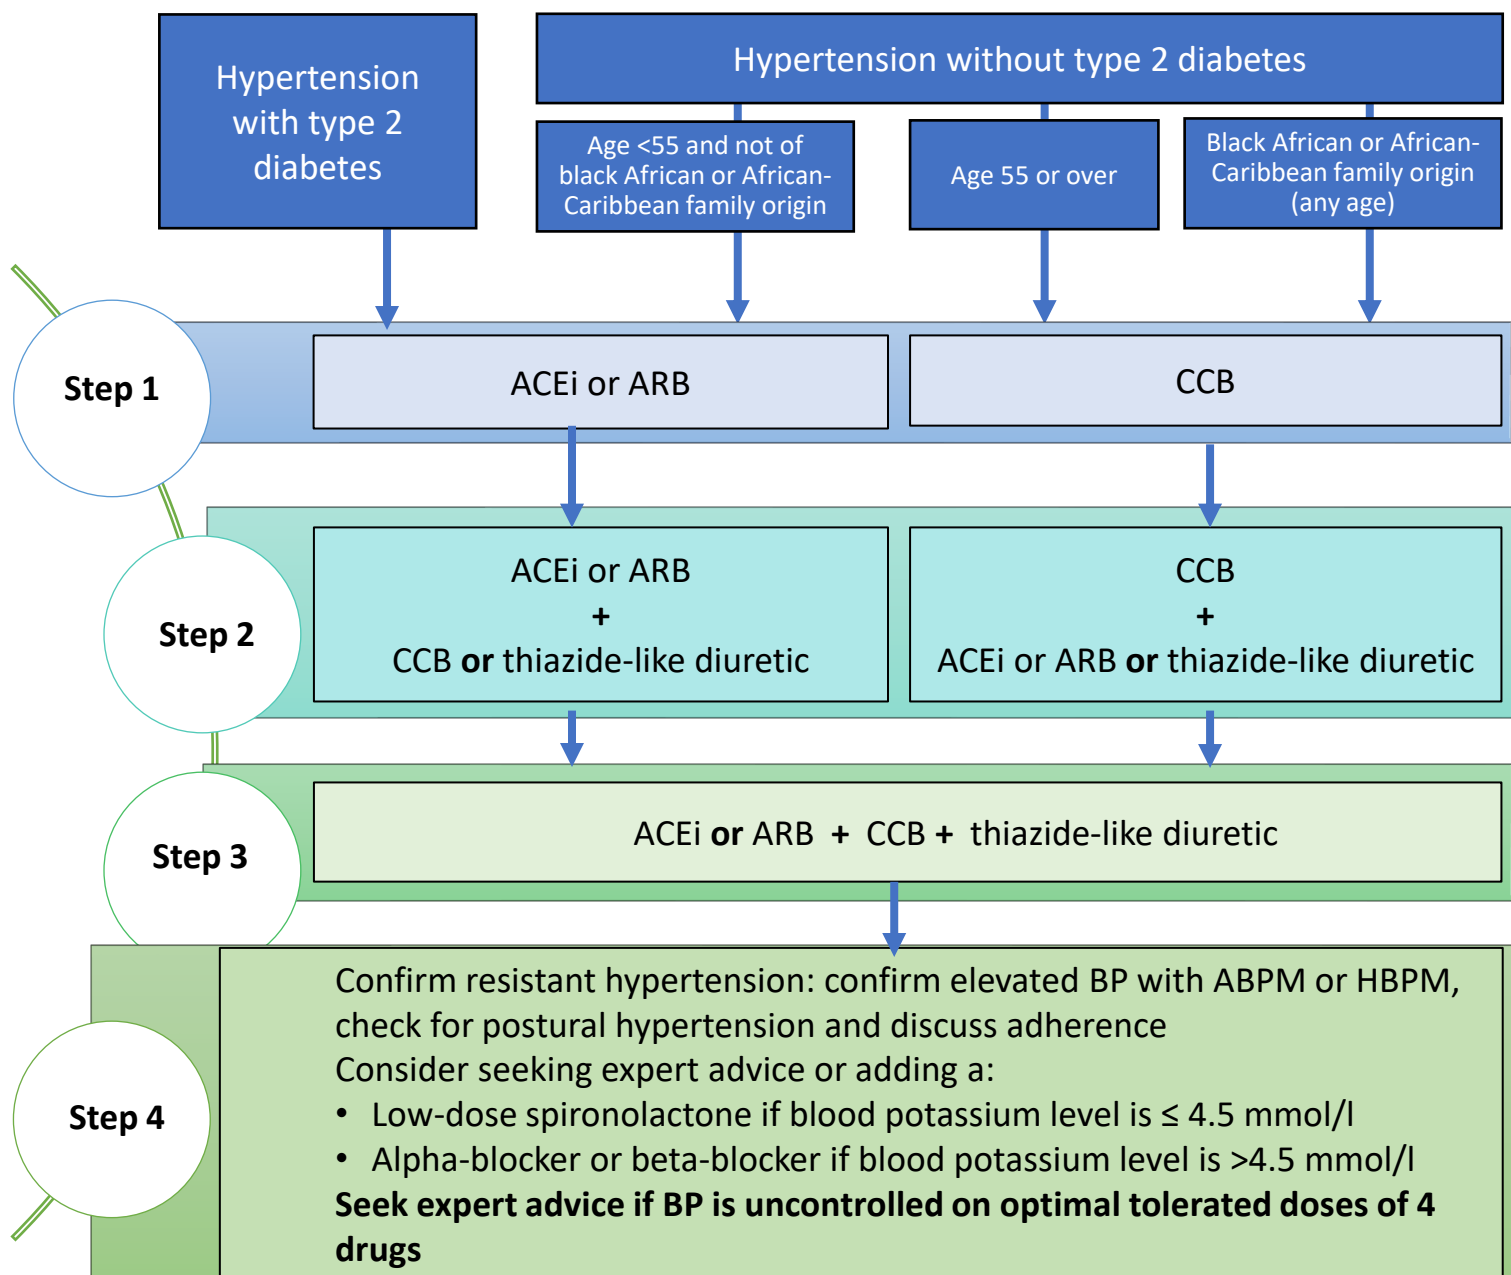 Hypertension
with type 2
diabetes
Hypertension without type 2 diabetes
Age <55 and not of
black African or African-
Caribbean family origin
Age 55 or over
Black African or African-
Caribbean family origin
(any age)
Step 1
ACEi or ARB
CCB
Step 2
ACEi or ARB
+
CCB or thiazide-like diuretic
CCB
+
ACEi or ARB or thiazide-like diuretic
Step 3
ACEi or ARB + CCB + thiazide-like diuretic
Step 4
Confirm resistant hypertension: confirm elevated BP with ABPM or HBPM,
check for postural hypertension and discuss adherence
Consider seeking expert advice or adding a:
• Low-dose spironolactone if blood potassium level is ≤ 4.5 mmol/l
• Alpha-blocker or beta-blocker if blood potassium level is >4.5 mmol/l
Seek expert advice if BP is uncontrolled on optimal tolerated doses of 4
drugs